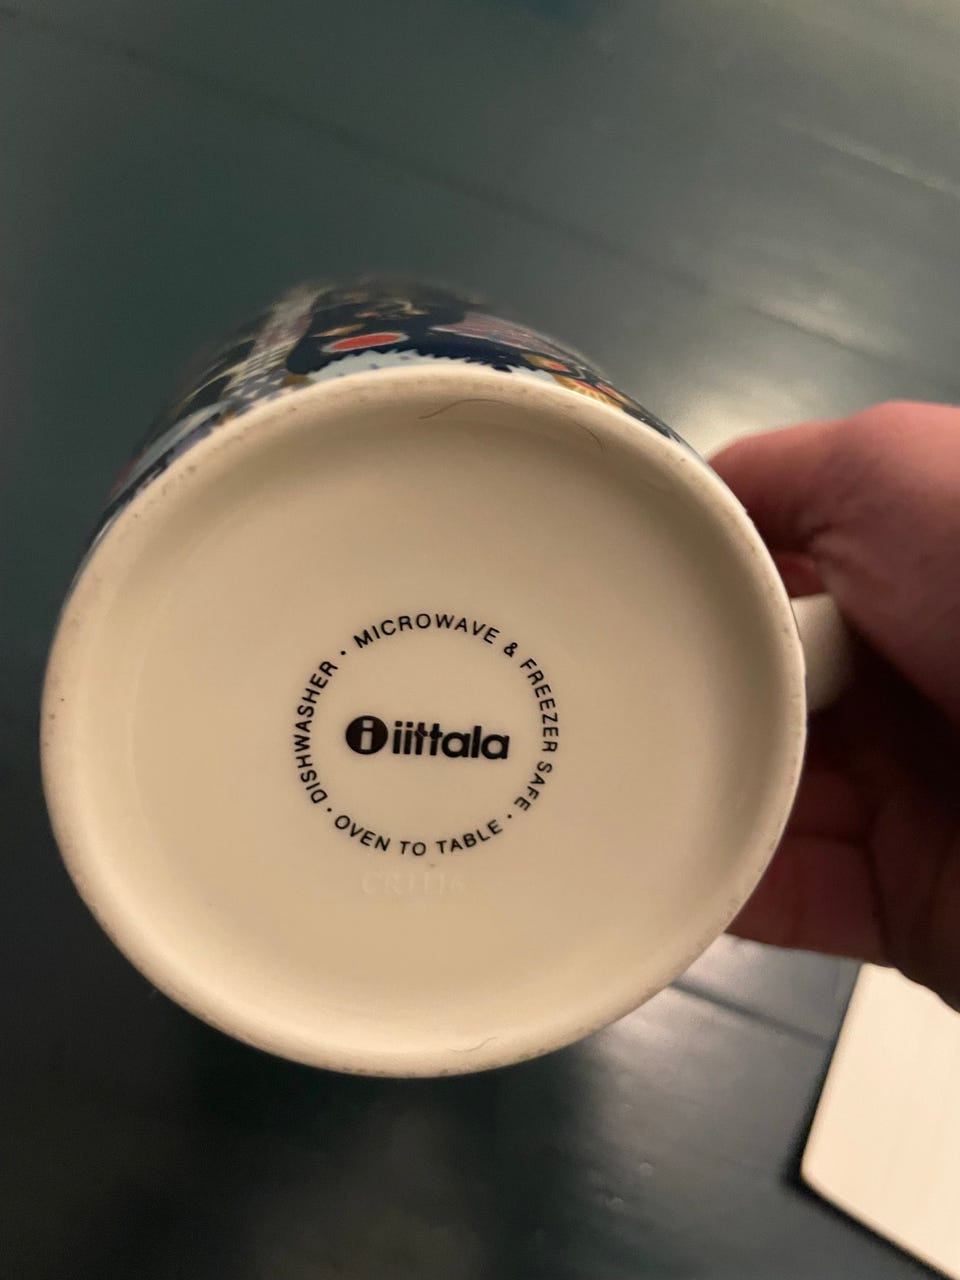 DISHWASHER · MICROWAVE & FREEZER SAFE · OVEN TO TABLE ·
i iittala